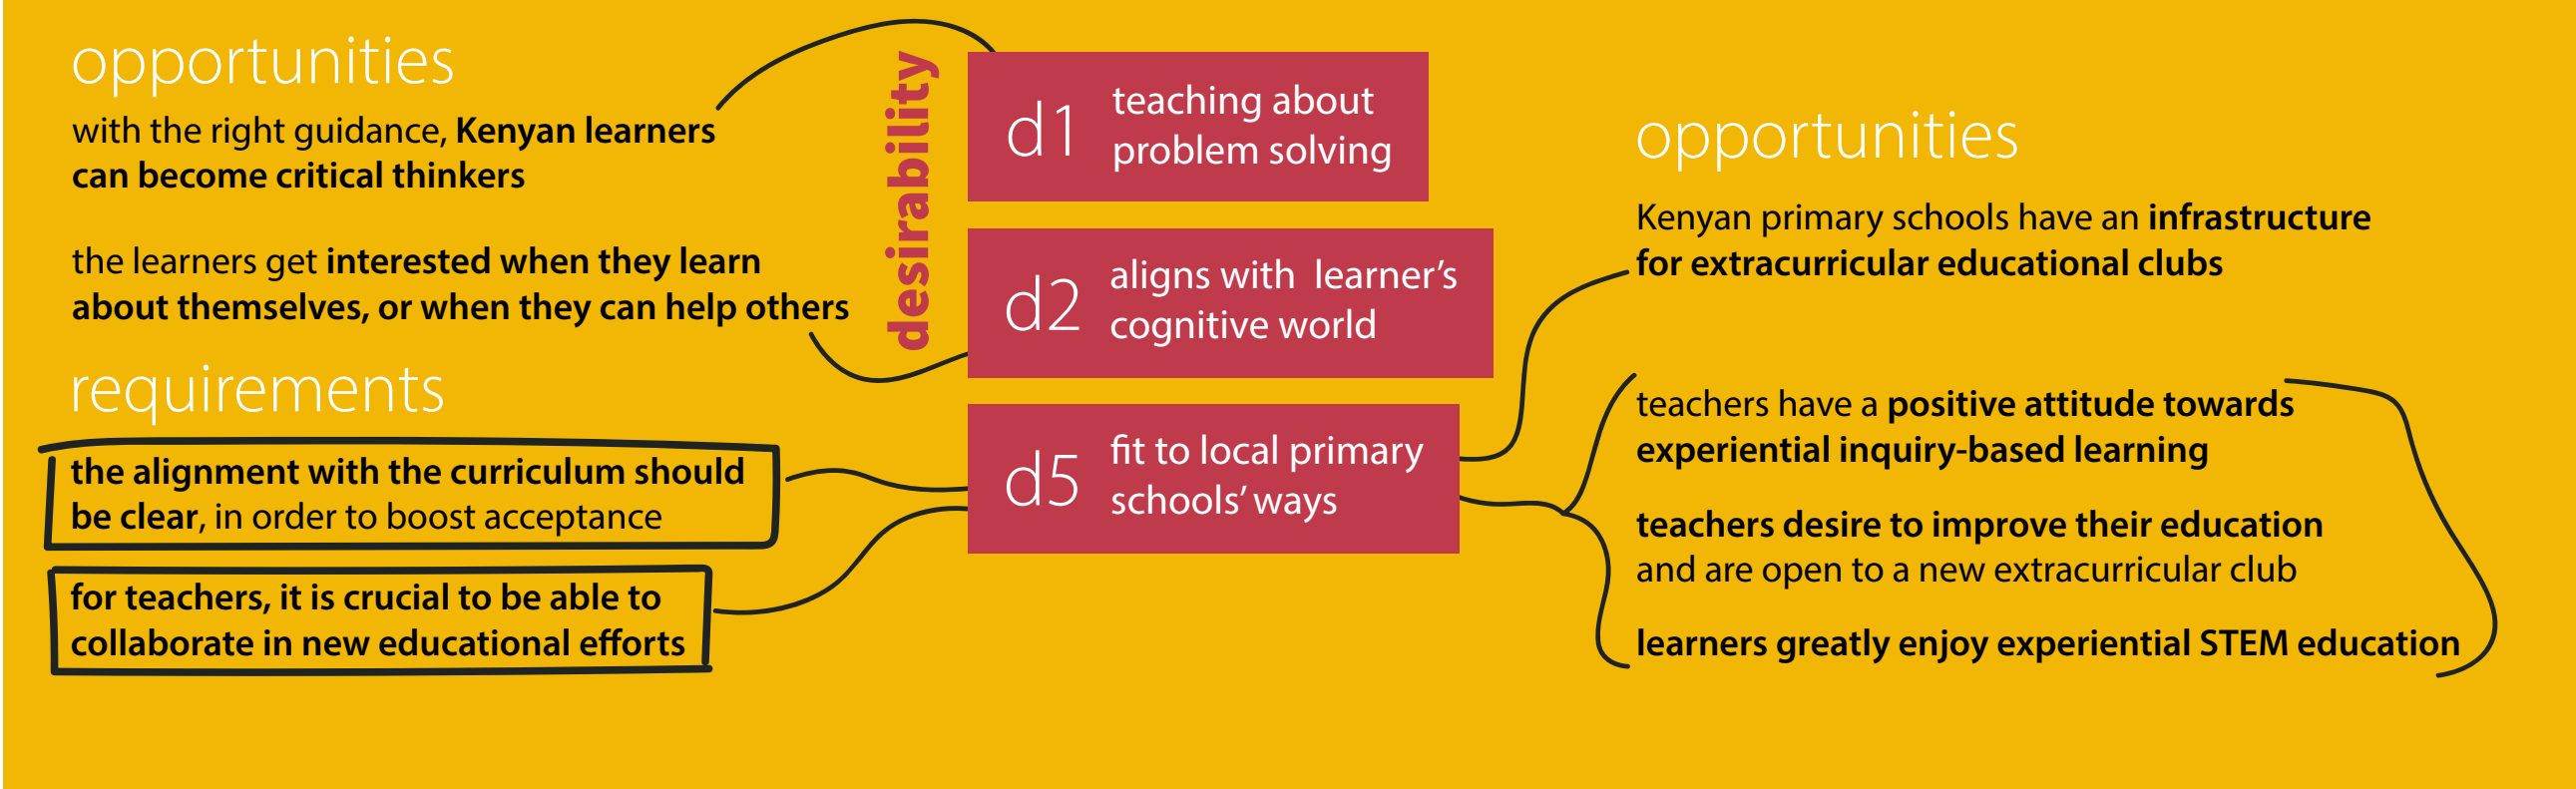 opportunities
with the right guidance, Kenyan learners
can become critical thinkers
the learners get interested when they learn
about themselves, or when they can help others
requirements
the alignment with the curriculum should
be clear, in order to boost acceptance
for teachers, it is crucial to be able to
collaborate in new educational efforts
desirability
d1
teaching about
problem solving
d2
aligns with learner’s
cognitive world
d5
fit to local primary
schools’ ways
opportunities
Kenyan primary schools have an infrastructure
for extracurricular educational clubs
teachers have a positive attitude towards
experiential inquiry-based learning
teachers desire to improve their education
and are open to a new extracurricular club
learners greatly enjoy experiential STEM education